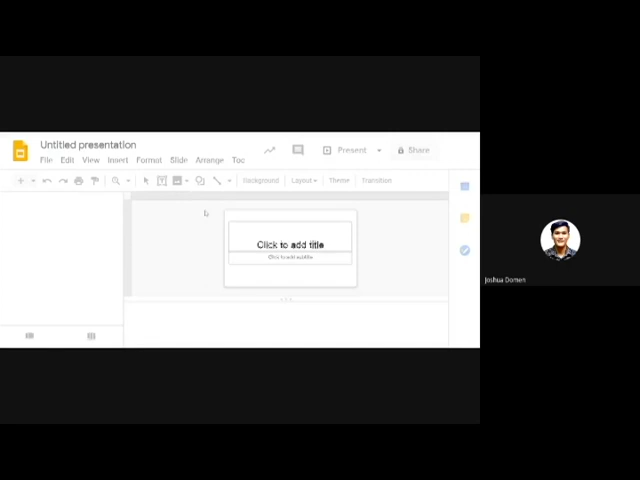 Untitled presentation
File Edit View Insert Format Slide Arrange Too
Present Share
Background Layout Theme Transition
Click to add title
Click to add subtitle
Joshua Domen